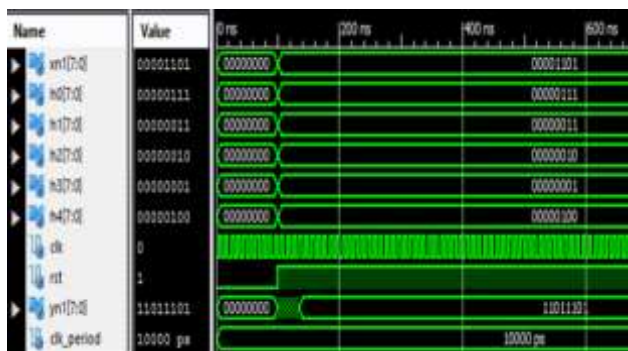 Name Value 0 ns 200 ns 400 ns 600 ns
xn1[7:0] 00001101 00000000 00001101
h0[7:0] 00000111 00000000 00000111
h1[7:0] 00000011 00000000 00000011
h2[7:0] 00000010 00000000 00000010
h3[7:0] 00000001 00000000 00000001
h4[7:0] 00000100 00000000 00000100
clk 0
rst 1
yn1[7:0] 11011101 00000000 11011101
clk_period 10000 ps 10000 ps